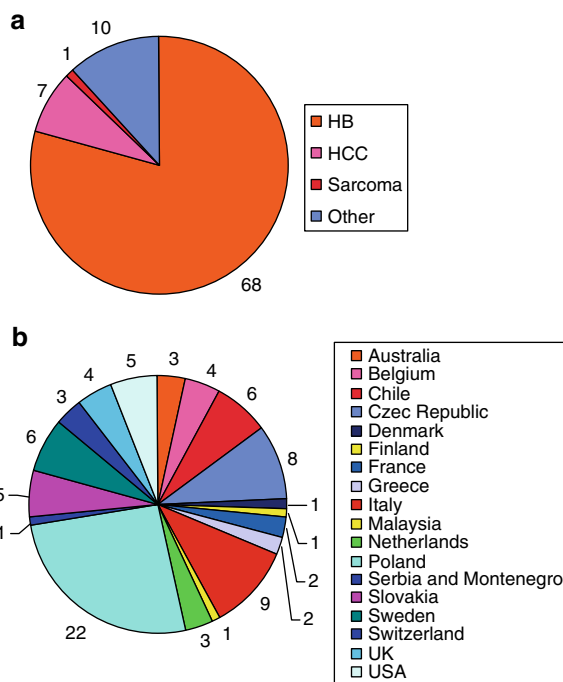 a
10
1
7
68
HB
HCC
Sarcoma
Other
b
3
4
6
8
1
1
2
2
9
1
3
22
1
5
6
3
4
5
Australia
Belgium
Chile
Czec Republic
Denmark
Finland
France
Greece
Italy
Malaysia
Netherlands
Poland
Serbia and Montenegro
Slovakia
Sweden
Switzerland
UK
USA